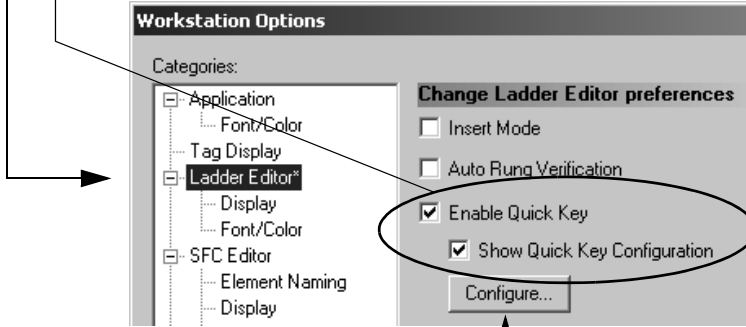 Workstation Options
Categories:
Application
Font/Color
Tag Display
Ladder Editor*
Display
Font/Color
SFC Editor
Element Naming
Display
Change Ladder Editor preferences
Insert Mode
Auto Rung Verification
Enable Quick Key
Show Quick Key Configuration
Configure...